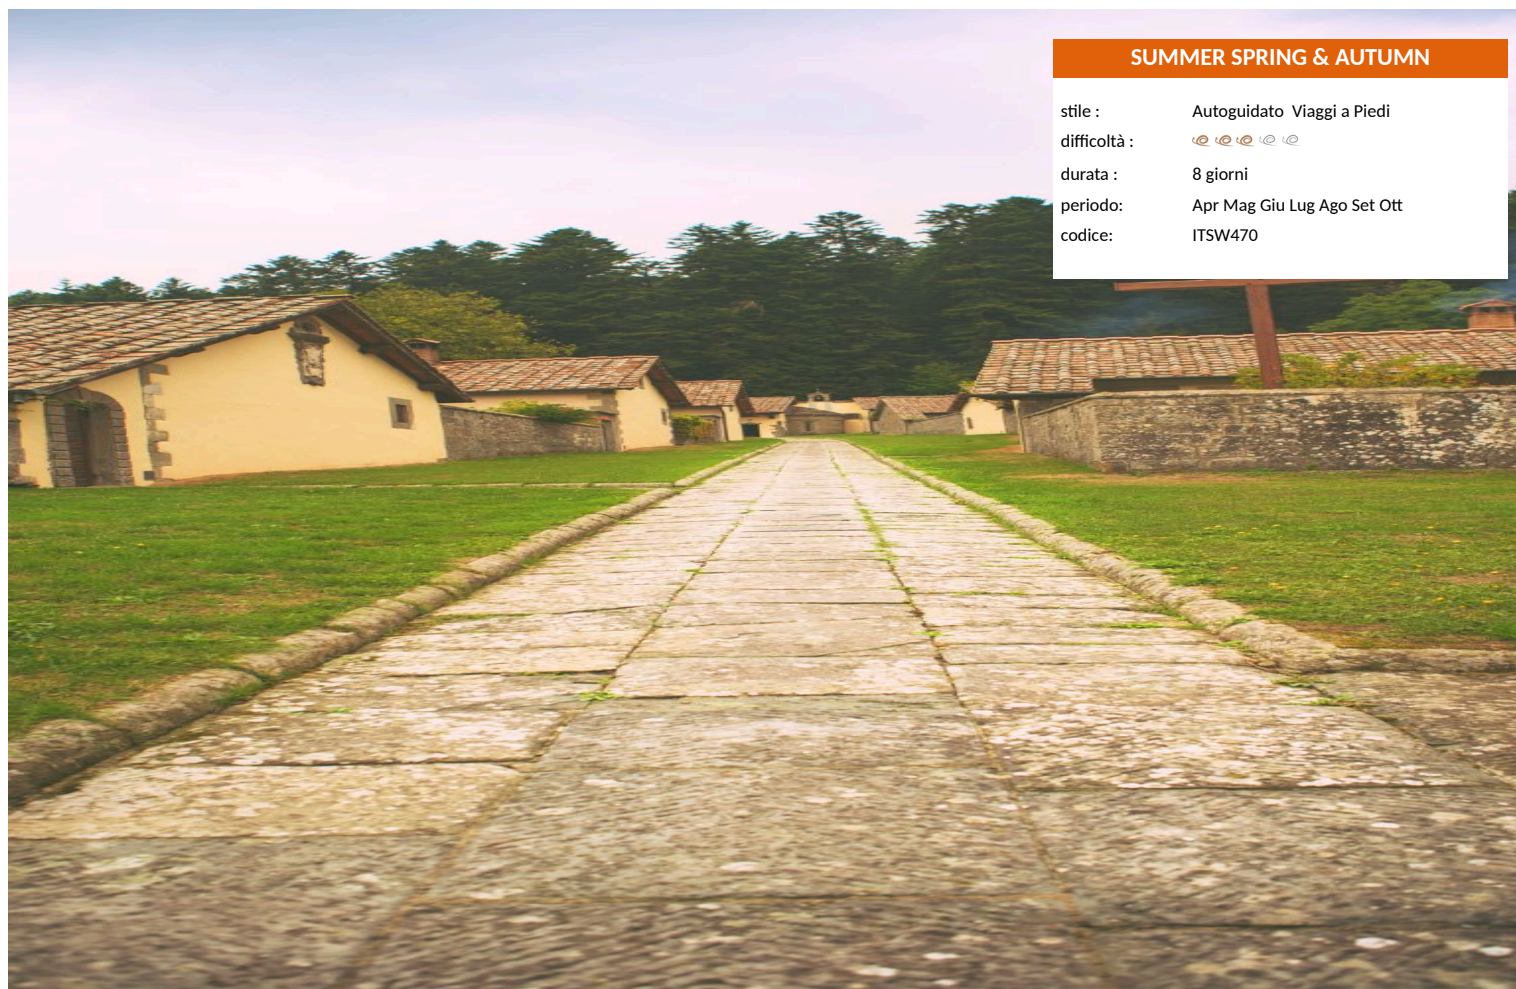 SUMMER SPRING & AUTUMN
stile : Autoguidato Viaggi a Piedi
difficoltà :
durata : 8 giorni
periodo: Apr Mag Giu Lug Ago Set Ott
codice: ITSW470